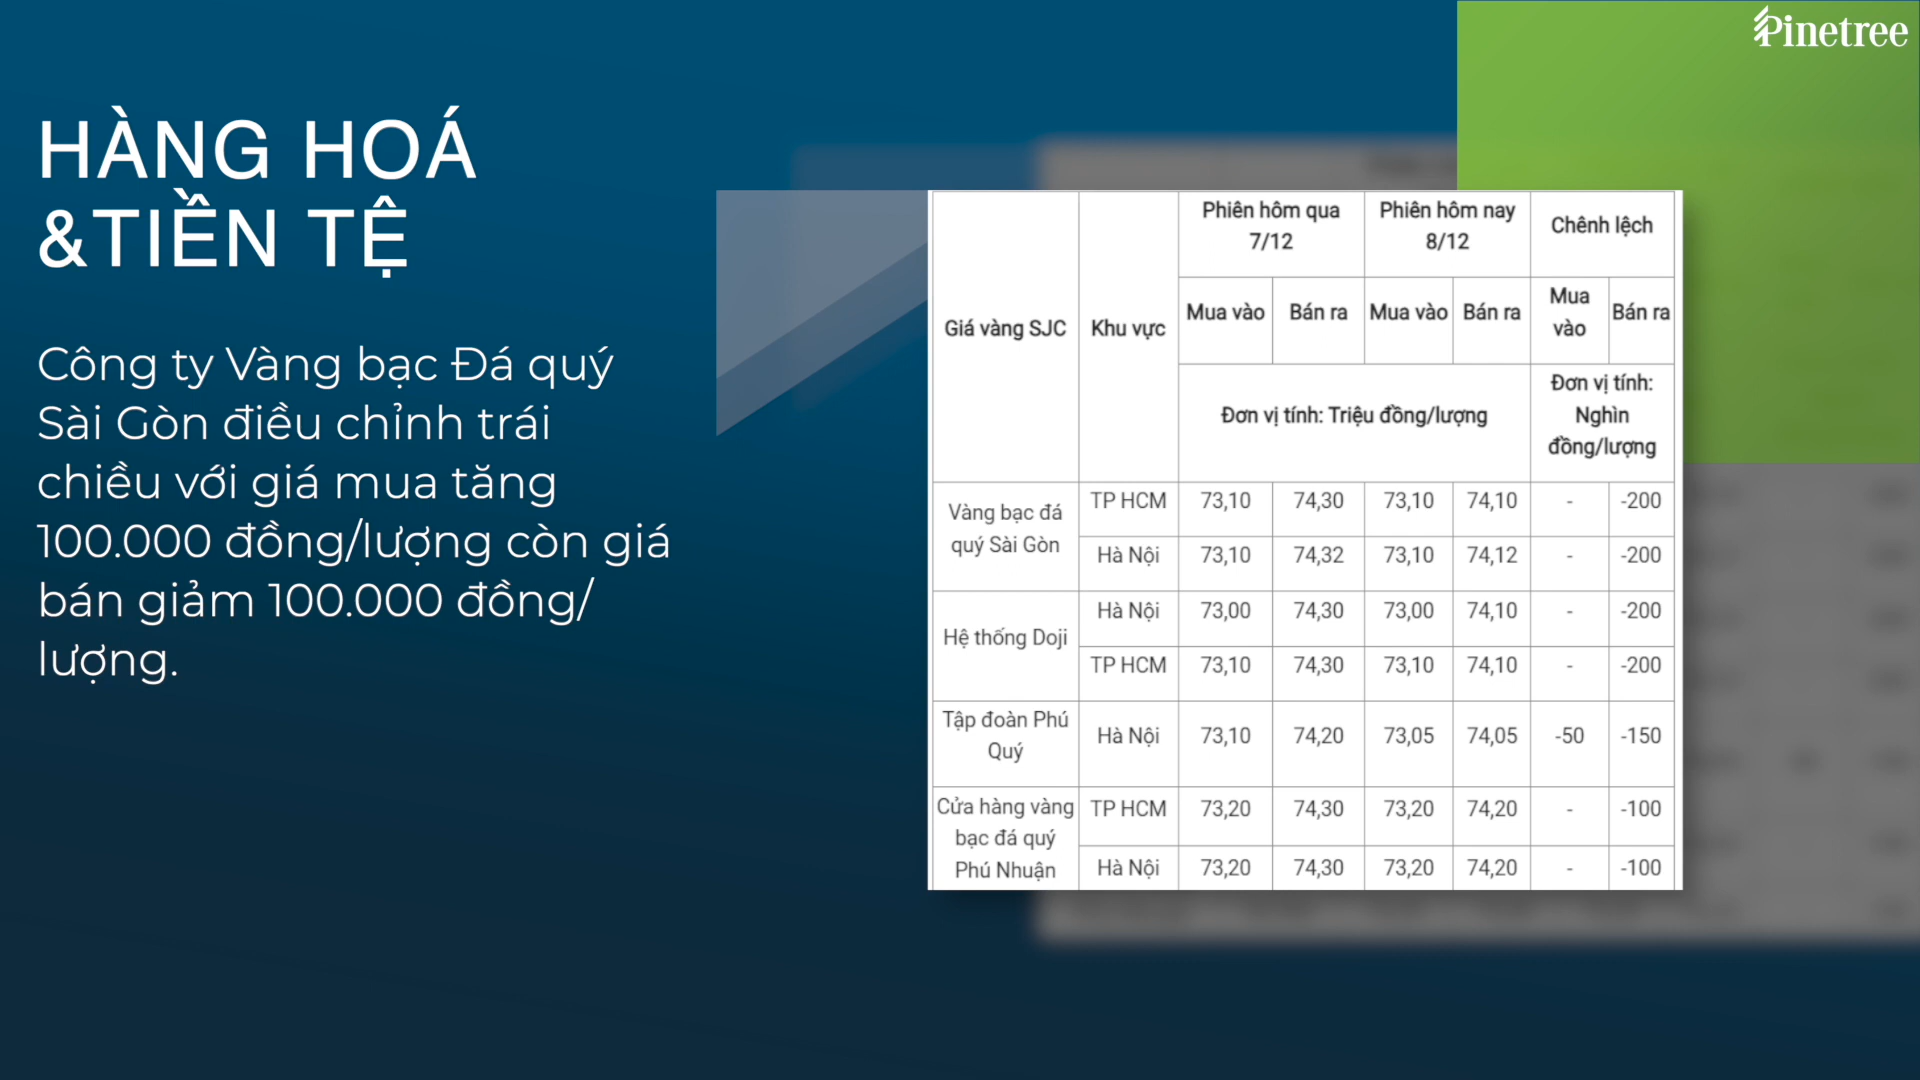 Pinetree
HÀNG HOÁ
&TIỀN TỆ
Công ty Vàng bạc Đá quý
Sài Gòn điều chỉnh trái
chiều với giá mua tăng
100.000 đồng/lượng còn giá
bán giảm 100.000 đồng/
lượng.
Giá vàng SJC Khu vực Phiên hôm qua 7/12 Phiên hôm nay 8/12 Chênh lệch
Mua vào Bán ra Mua vào Bán ra Mua vào Bán ra
Đơn vị tính: Triệu đồng/lượng Đơn vị tính: Nghìn đồng/lượng
Vàng bạc đá quý Sài Gòn TP HCM 73,10 74,30 73,10 74,10 - -200
Hà Nội 73,10 74,32 73,10 74,12 - -200
Hệ thống Doji Hà Nội 73,00 74,30 73,00 74,10 - -200
TP HCM 73,10 74,30 73,10 74,10 - -200
Tập đoàn Phú Quý Hà Nội 73,10 74,20 73,05 74,05 -50 -150
Cửa hàng vàng bạc đá quý Phú Nhuận TP HCM 73,20 74,30 73,20 74,20 - -100
Hà Nội 73,20 74,30 73,20 74,20 - -100